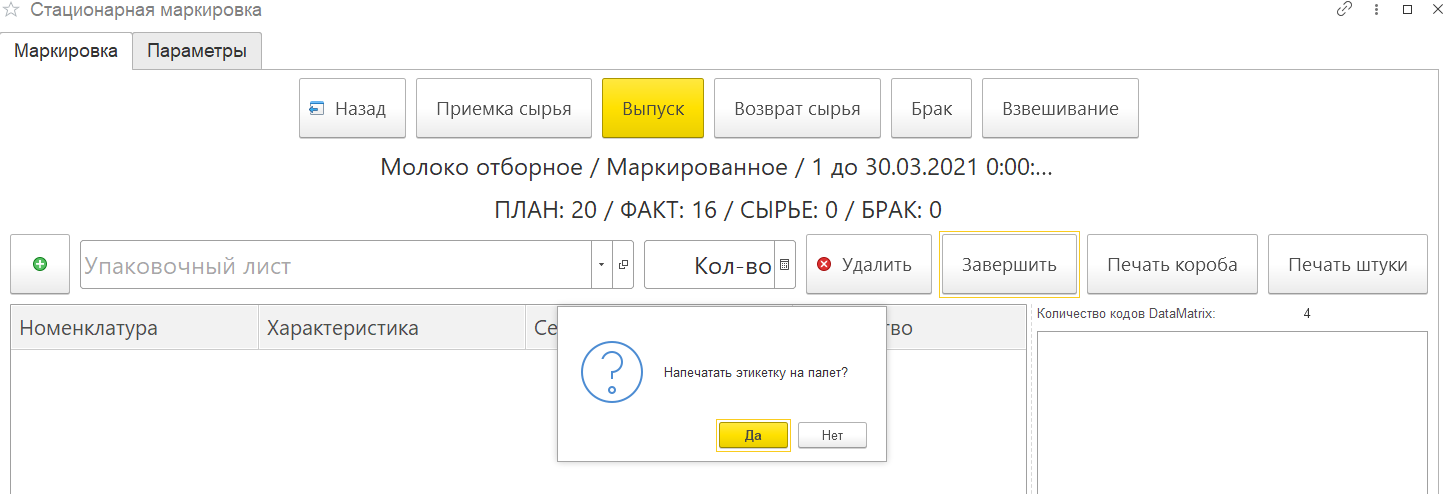 Стационарная маркировка
Маркировка Параметры
Назад Приемка сырья Выпуск Возврат сырья Брак Взвешивание
Молоко отборное / Маркированное / 1 до 30.03.2021 0:00:...
ПЛАН: 20 / ФАКТ: 16 / СЫРЬЕ: 0 / БРАК: 0
Упаковочный лист Кол-во Удалить Завершить Печать короба Печать штуки
Номенклатура Характеристика Се тво
Количество кодов DataMatrix: 4
Напечатать этикетку на палет?
Да Нет